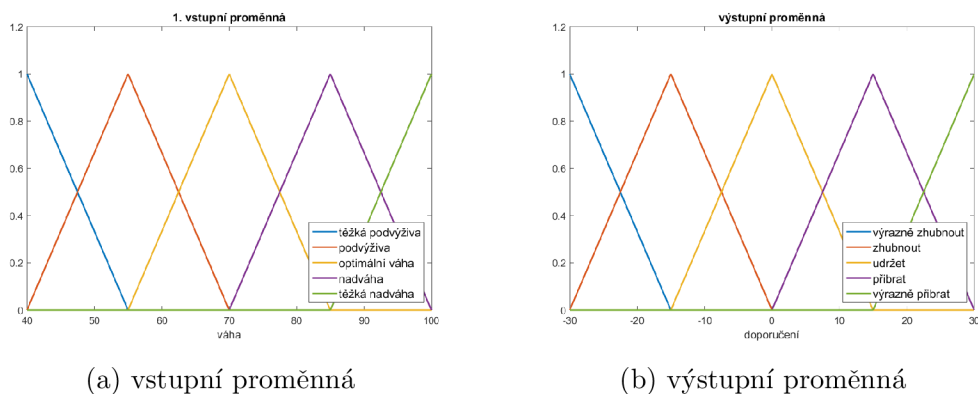 1. vstupní proměnná
1.2
1
0.8
0.6
0.4
0.2
0
40
50
60
70
80
90
100
váha
těžká podvýživa
podvýživa
optimální váha
nadváha
těžká nadváha
(a) vstupní proměnná
výstupní proměnná
1.2
1
0.8
0.6
0.4
0.2
0
-30
-20
-10
0
10
20
30
doporučení
výrazně zhubnout
zhubnout
udržet
přibrat
výrazně přibrat
(b) výstupní proměnná